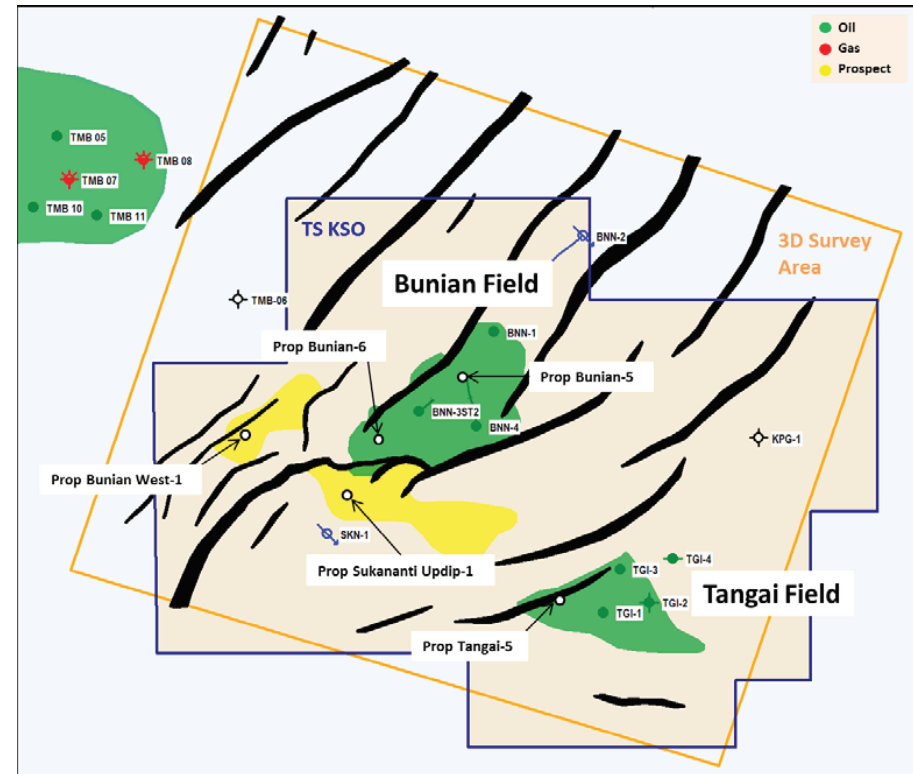 Oil
Gas
Prospect
TMB 05
TMB 08
TMB 07
TMB 10
TMB 11
TS KSO
BNN-2
3D Survey
Area
Bunian Field
TMB-06
BNN-1
Prop Bunian-6
Prop Bunian-5
BNN-3ST2
BNN-4
KPG-1
Prop Bunian West-1
SKN-1
Prop Sukananti Updip-1
TGI-4
TGI-3
Tangai Field
TGI-2
TGI-1
Prop Tangai-5